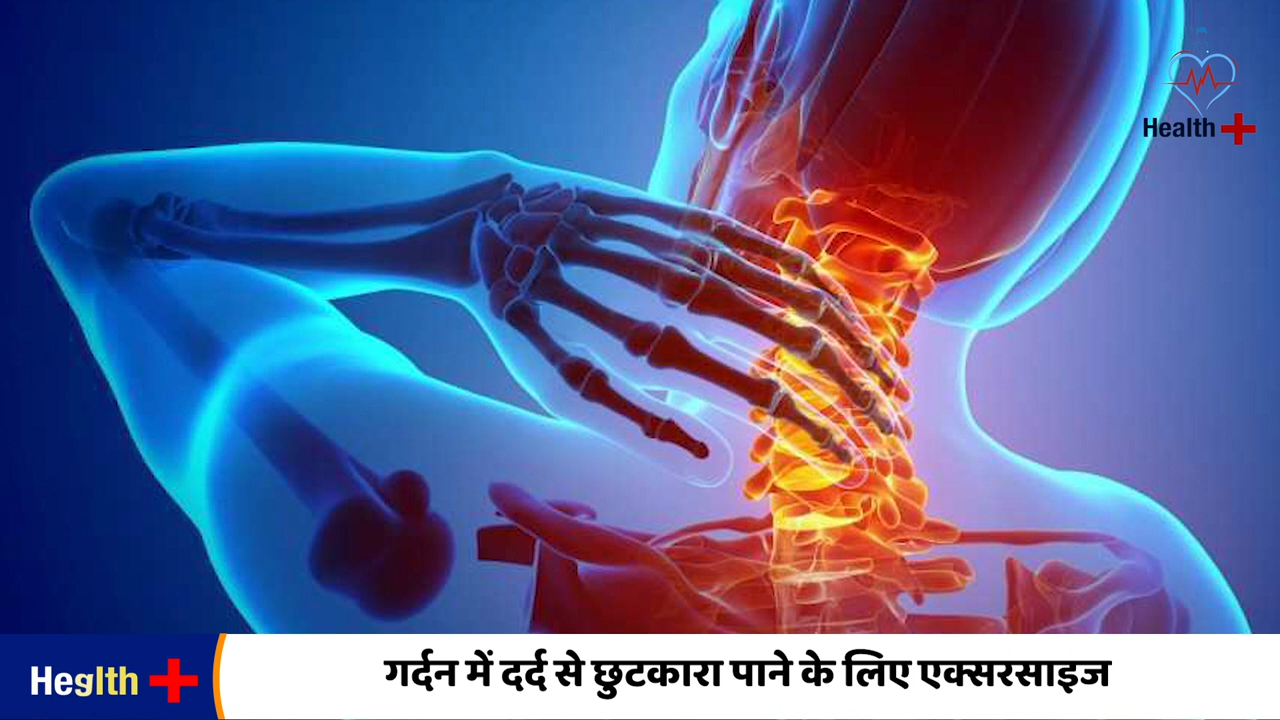 Health +
Health +
गर्दन में दर्द से छुटकारा पाने के लिए एक्सरसाइज